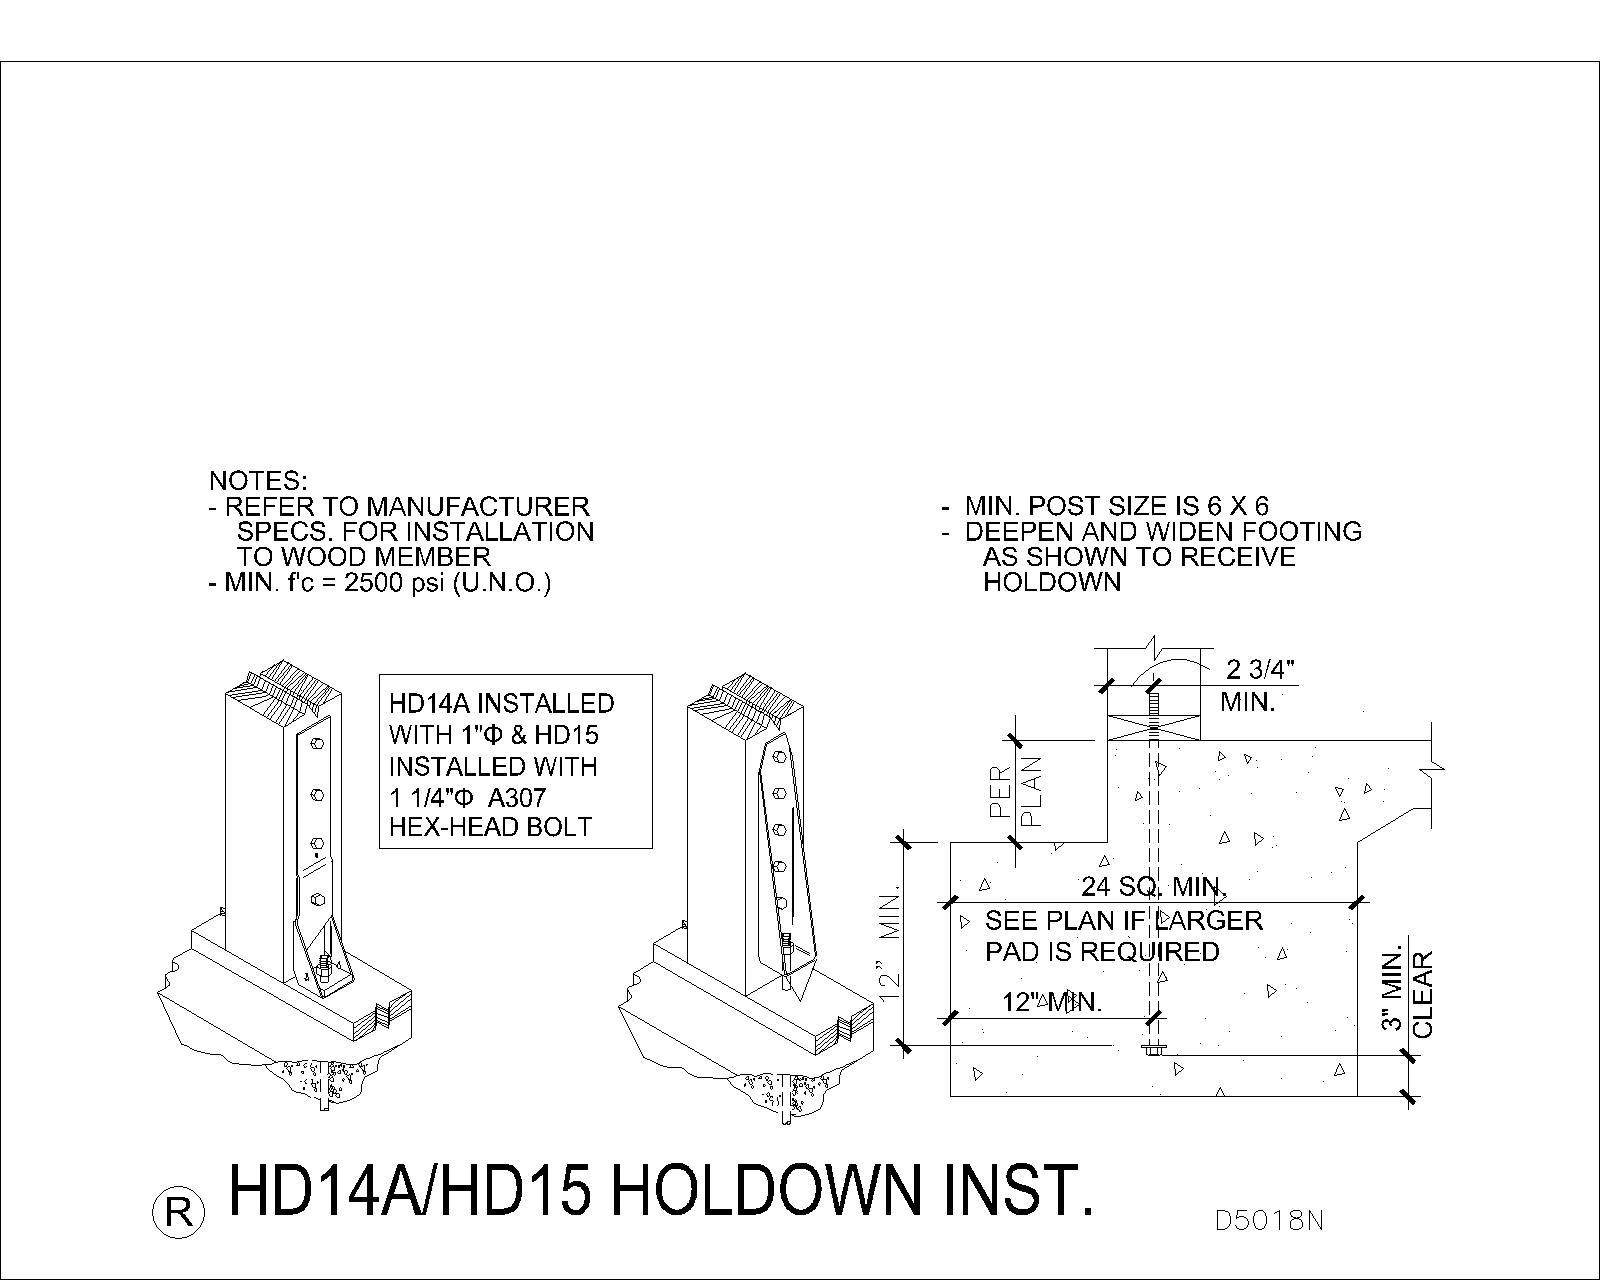 NOTES:
- REFER TO MANUFACTURER
SPECS. FOR INSTALLATION
TO WOOD MEMBER
- MIN. f'c = 2500 psi (U.N.O.)
- MIN. POST SIZE IS 6 X 6
- DEEPEN AND WIDEN FOOTING
AS SHOWN TO RECEIVE
HOLDOWN
HD14A INSTALLED
WITH 1"Φ & HD15
INSTALLED WITH
1 1/4"Φ A307
HEX-HEAD BOLT
2 3/4"
MIN.
PER
PLAN
12" MIN.
24 SQ. MIN.
SEE PLAN IF LARGER
PAD IS REQUIRED
12" MIN.
3" MIN.
CLEAR
R
HD14A/HD15 HOLDOWN INST.
D5018N